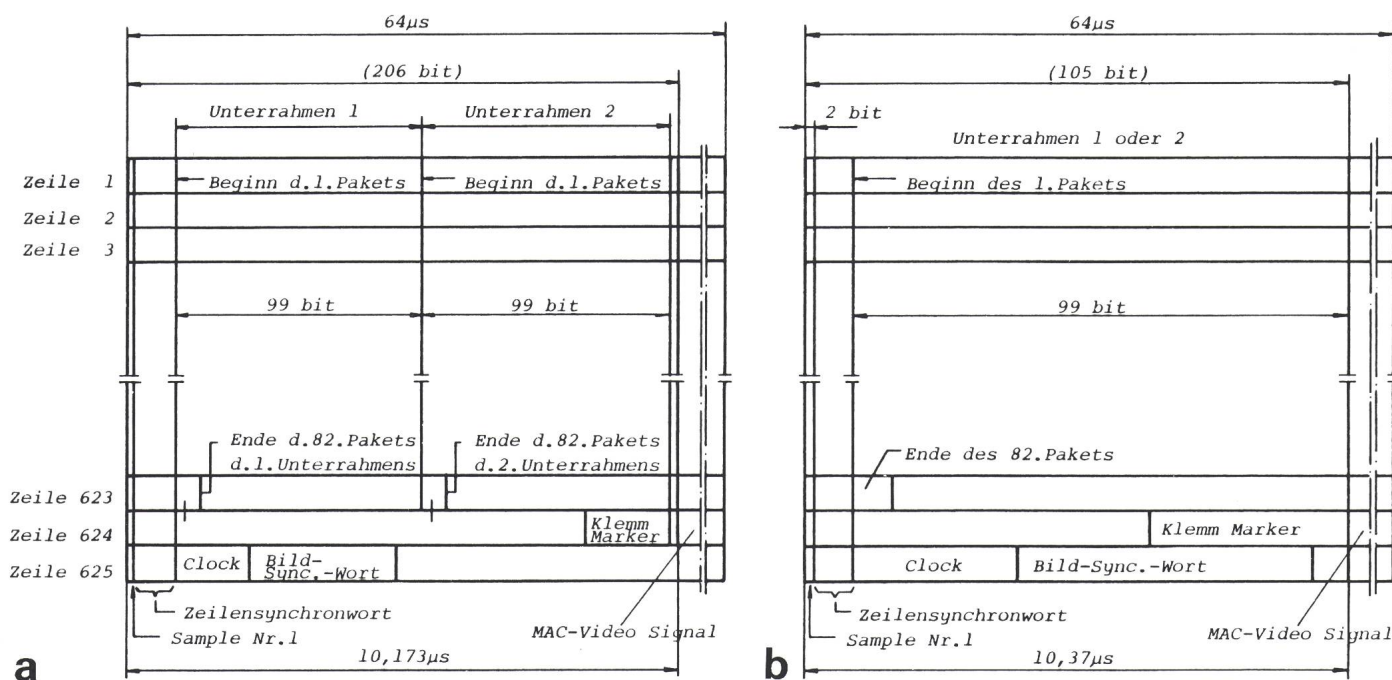 64µs
(206 bit)
Unterrahmen 1
Unterrahmen 2
Zeile 1
Beginn d.1.Pakets
Beginn d.1.Pakets
Zeile 2
Zeile 3
99 bit
99 bit
Ende d.82.Pakets
d.1.Unterrahmens
Ende d.82.Pakets
d.2.Unterrahmens
Zeile 623
Zeile 624
Klemm
Marker
Zeile 625
Clock
Bild-
Sync.-Wort
Zeilensynchronwort
Sample Nr.1
MAC-Video Signal
10,173µs
a
64µs
(105 bit)
2 bit
Unterrahmen 1 oder 2
Beginn des 1.Pakets
99 bit
Ende des 82.Pakets
Klemm Marker
Clock
Bild-Sync.-Wort
Zeilensynchronwort
Sample Nr.1
MAC-Video Signal
10,37µs
b